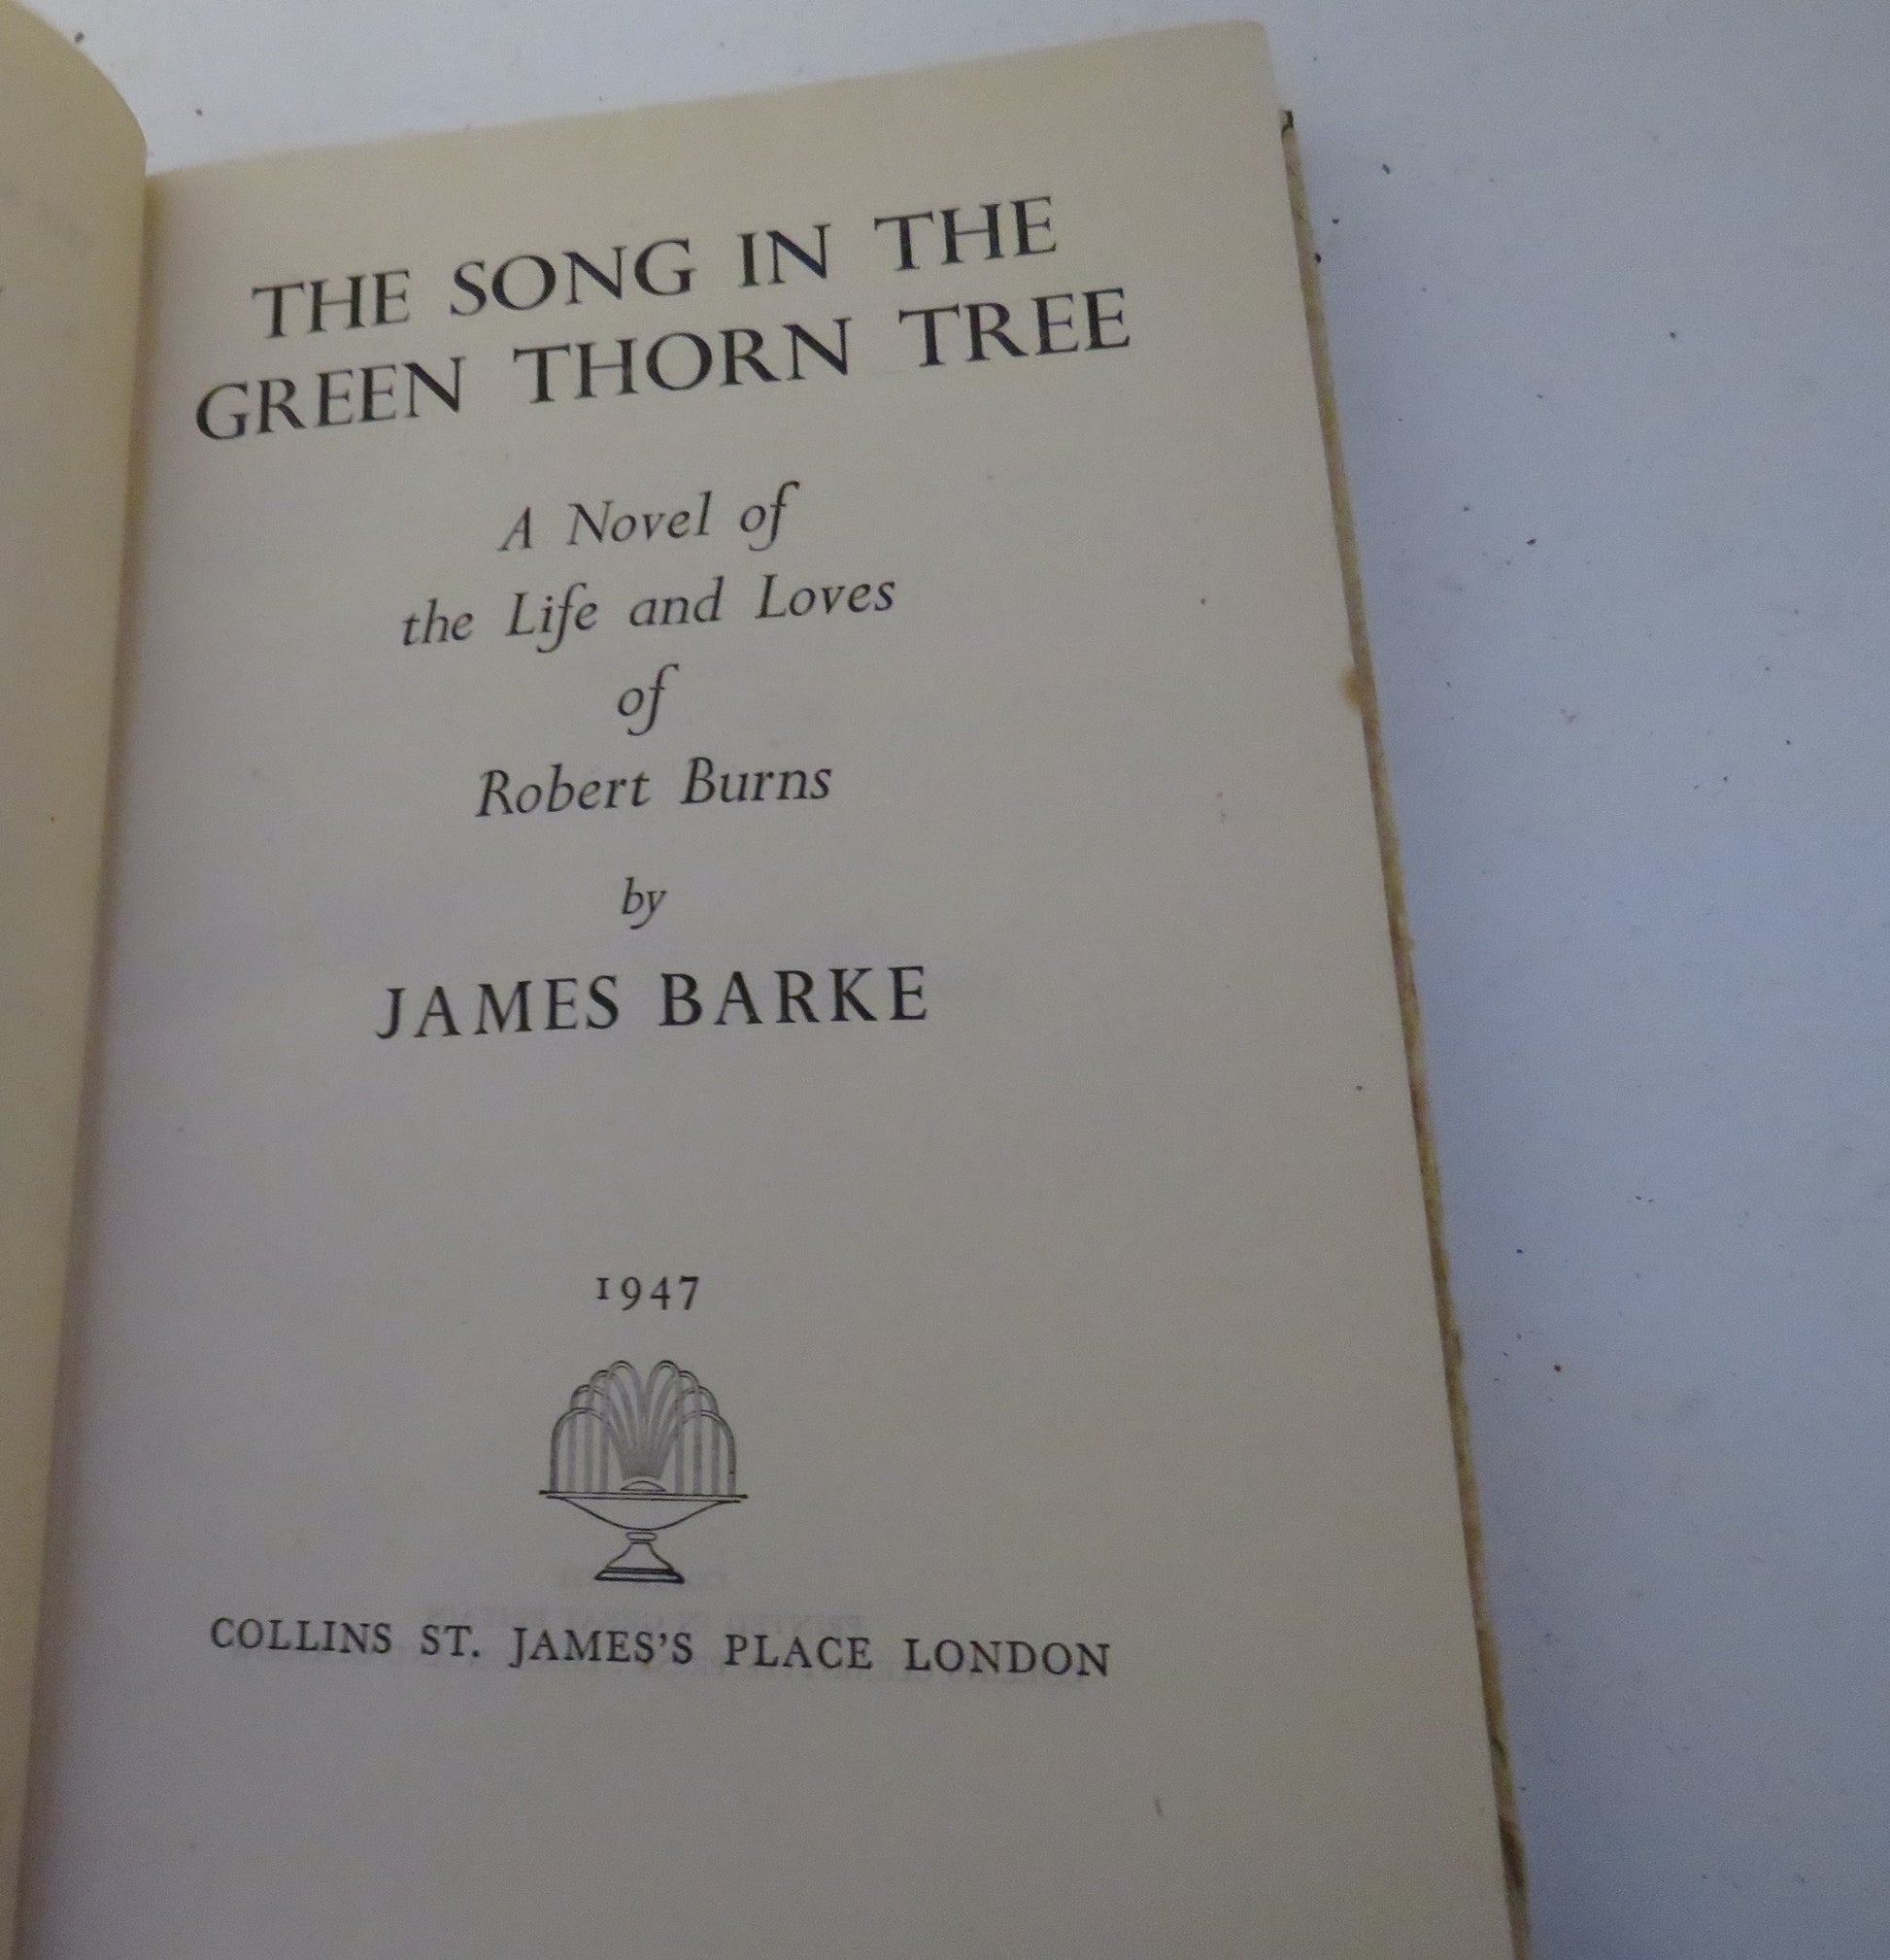 THE SONG IN THE
GREEN THORN TREE
A Novel of
the Life and Loves
of
Robert Burns
by
JAMES BARKE
1947
COLLINS ST. JAMES'S PLACE LONDON